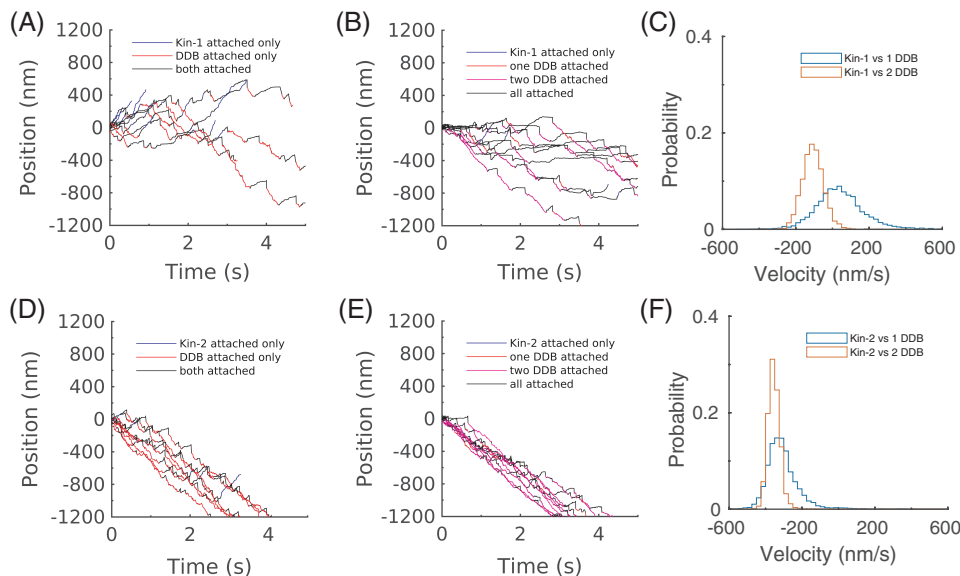 (A)
1200
800
400
0
-400
-800
-1200
Position (nm)
Kin-1 attached only
DDB attached only
both attached
0
2
4
Time (s)
(B)
1200
800
400
0
-400
-800
-1200
Position (nm)
Kin-1 attached only
one DDB attached
two DDB attached
all attached
0
2
4
Time (s)
(C)
0.4
0.2
0
Probability
Kin-1 vs 1 DDB
Kin-1 vs 2 DDB
-600
-200
200
600
Velocity (nm/s)
(D)
1200
800
400
0
-400
-800
-1200
Position (nm)
Kin-2 attached only
DDB attached only
both attached
0
2
4
Time (s)
(E)
1200
800
400
0
-400
-800
-1200
Position (nm)
Kin-2 attached only
one DDB attached
two DDB attached
all attached
0
2
4
Time (s)
(F)
0.4
0.2
0
Probability
Kin-2 vs 1 DDB
Kin-2 vs 2 DDB
-600
-200
200
600
Velocity (nm/s)